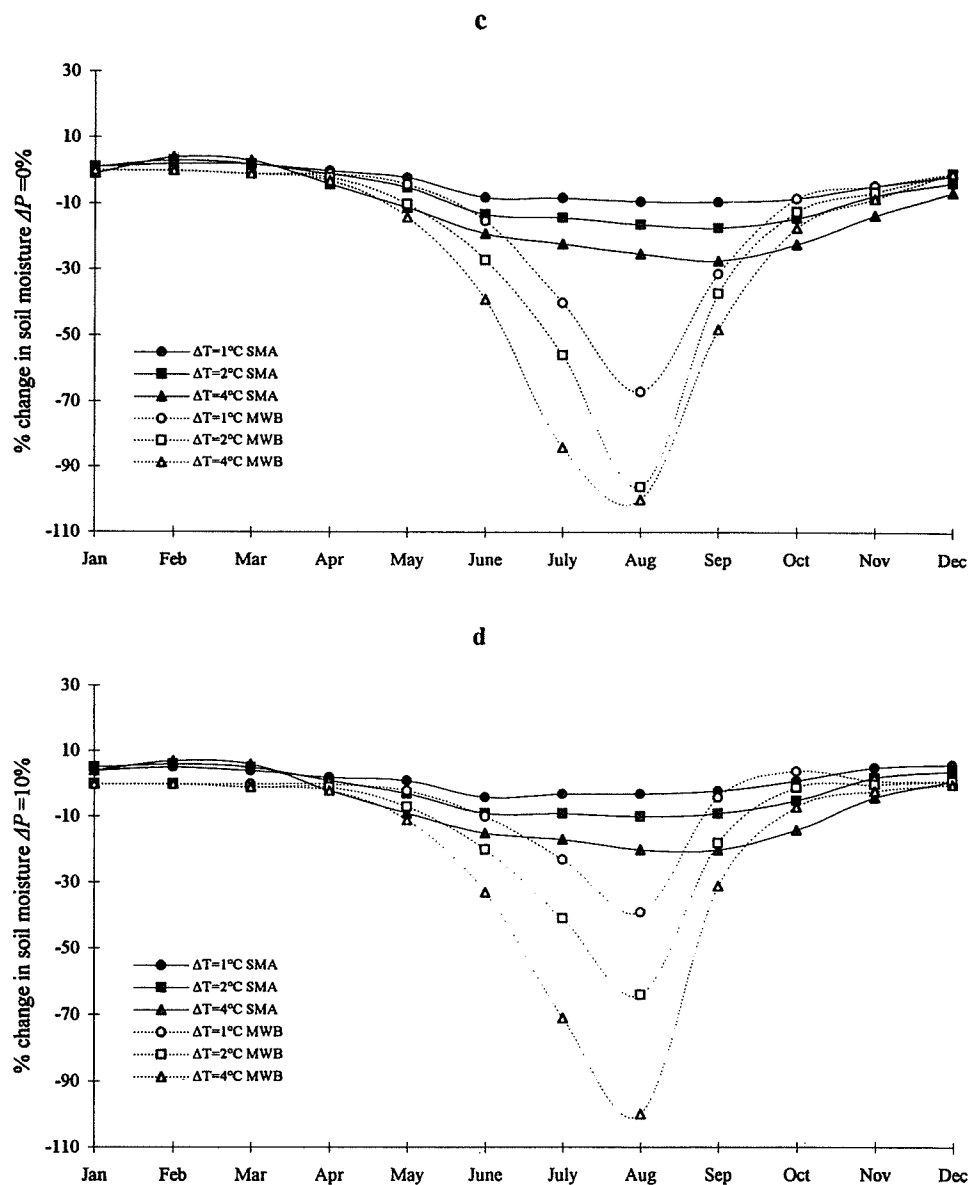 c
% change in soil moisture ΔP=0%
30
10
-10
-30
-50
-70
-90
-110
ΔT=1°C SMA
ΔT=2°C SMA
ΔT=4°C SMA
ΔT=1°C MWB
ΔT=2°C MWB
ΔT=4°C MWB
Jan Feb Mar Apr May June July Aug Sep Oct Nov Dec
d
% change in soil moisture ΔP=10%
30
10
-10
-30
-50
-70
-90
-110
ΔT=1°C SMA
ΔT=2°C SMA
ΔT=4°C SMA
ΔT=1°C MWB
ΔT=2°C MWB
ΔT=4°C MWB
Jan Feb Mar Apr May June July Aug Sep Oct Nov Dec